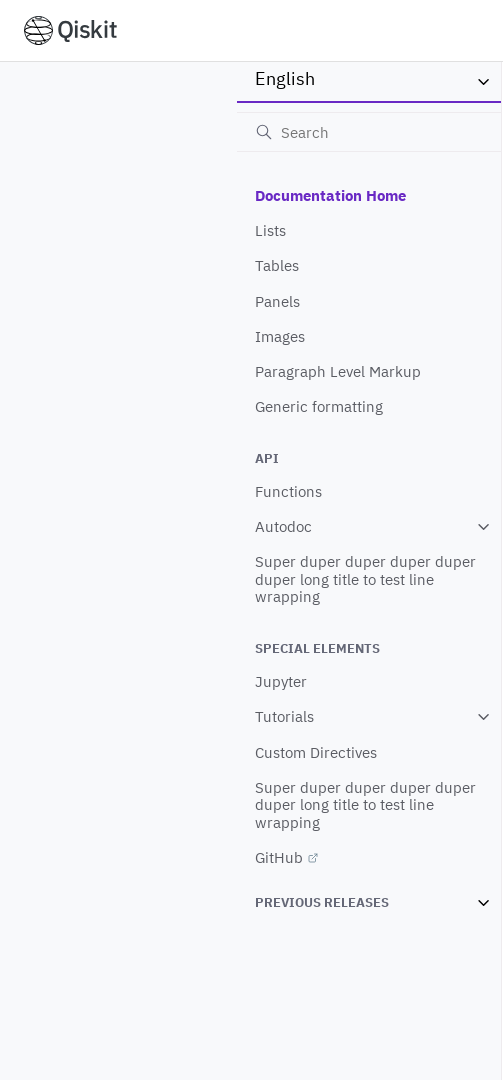 Qiskit
English
Search
Documentation Home
Lists
Tables
Panels
Images
Paragraph Level Markup
Generic formatting
API
Functions
Autodoc
Super duper duper duper duper
duper long title to test line
wrapping
SPECIAL ELEMENTS
Jupyter
Tutorials
Custom Directives
Super duper duper duper duper
duper long title to test line
wrapping
GitHub
PREVIOUS RELEASES